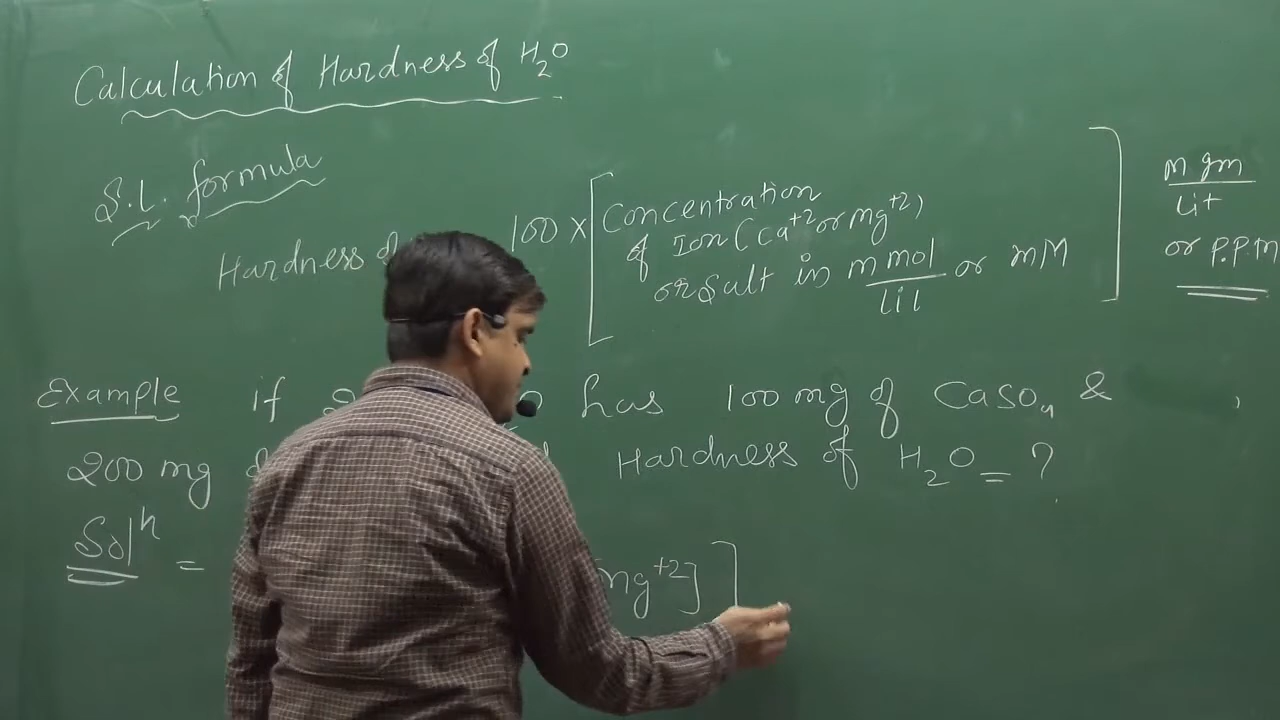 Calculation of Hardness of H₂O
S.L. formula
Hardness of 100 × [Concentration of Ion (Ca⁺² or Mg⁺²) or Salt in m mol/lit or mM] m gm/Lit or P.P.M
Example if has 100 mg of CaSO₄ & ,
200 mg Hardness of H₂O = ?
Solⁿ = Mg⁺²] ]